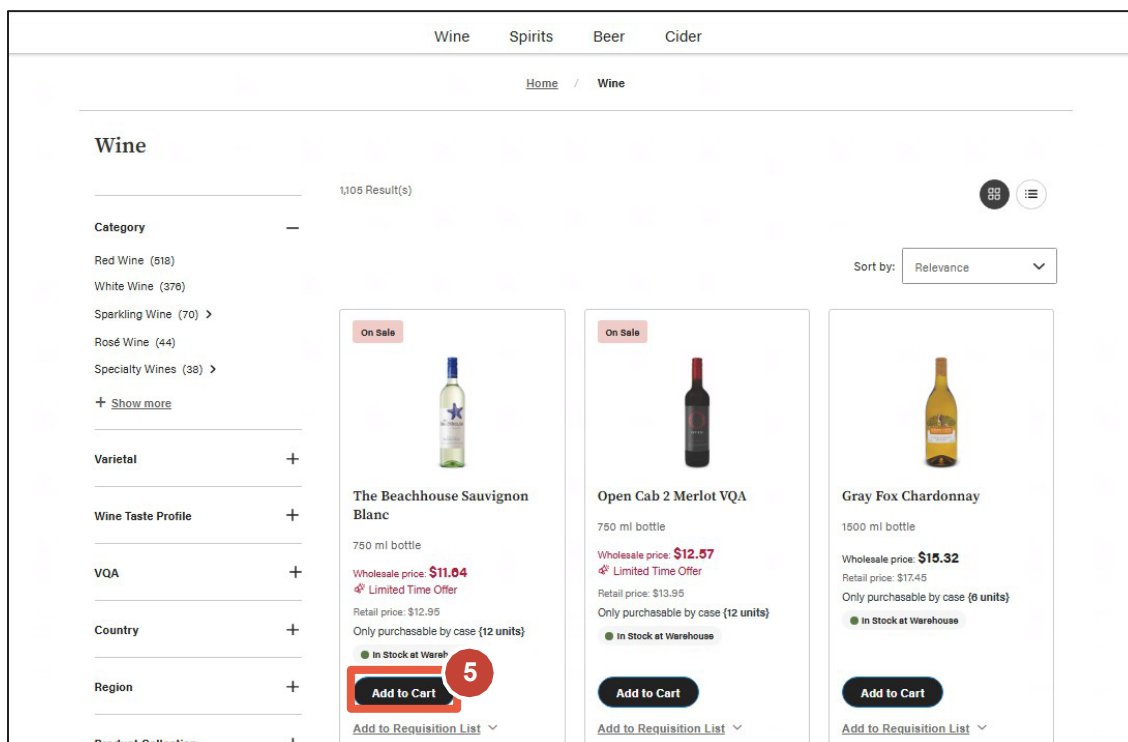 Wine Spirits Beer Cider
Home / Wine
Wine
1,105 Result(s)
Category
Red Wine (518)
White Wine (376)
Sparkling Wine (70)
Rosé Wine (44)
Specialty Wines (38)
Show more
Varietal
Wine Taste Profile
VQA
Country
Region
Product Collection
Sort by: Relevance
On Sale
The Beachhouse Sauvignon
Blanc
750 ml bottle
Wholesale price: $11.64
Limited Time Offer
Retail price: $12.95
Only purchasable by case {12 units}
In Stock at Wareh
Add to Cart
5
Add to Requisition List
On Sale
Open Cab 2 Merlot VQA
750 ml bottle
Wholesale price: $12.57
Limited Time Offer
Retail price: $13.95
Only purchasable by case {12 units}
In Stock at Warehouse
Add to Cart
Add to Requisition List
Gray Fox Chardonnay
1500 ml bottle
Wholesale price: $15.32
Retail price: $17.45
Only purchasable by case {6 units}
In Stock at Warehouse
Add to Cart
Add to Requisition List